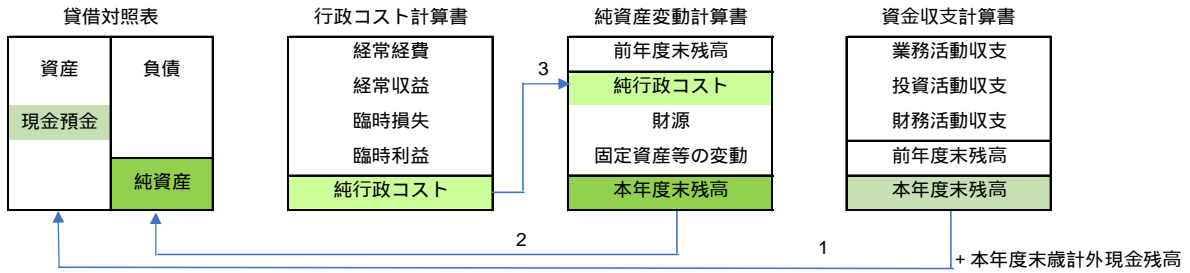 貸借対照表
資産
負債
現金預金
純資産
行政コスト計算書
経常経費
経常収益
臨時損失
臨時利益
純行政コスト
3
純資産変動計算書
前年度末残高
純行政コスト
財源
固定資産等の変動
本年度末残高
資金収支計算書
業務活動収支
投資活動収支
財務活動収支
前年度末残高
本年度末残高
2
1
+ 本年度末歳計外現金残高